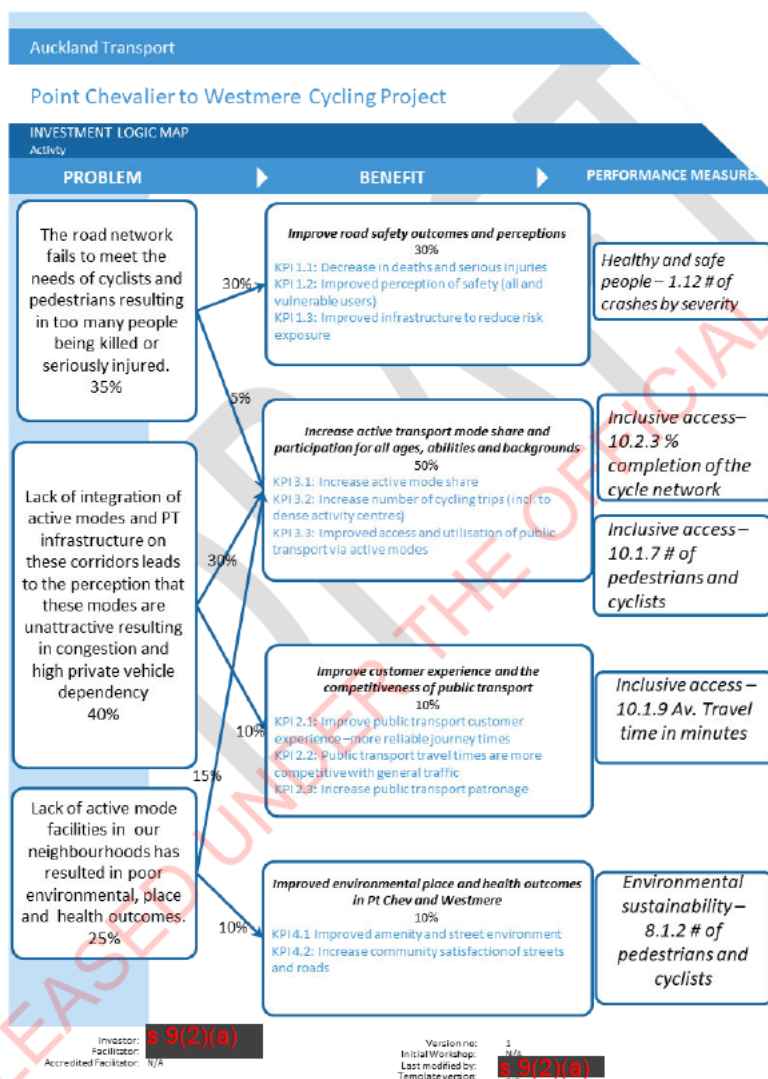 Auckland Transport
Point Chevalier to Westmere Cycling Project
INVESTMENT LOGIC MAP
Activty
PROBLEM
BENEFIT
PERFORMANCE MEASURES
The road network
fails to meet the
needs of cyclists and
pedestrians resulting
in too many people
being killed or
seriously injured.
35%
Lack of integration of
active modes and PT
infrastructure on
these corridors leads
to the perception that
these modes are
unattractive resulting
in congestion and
high private vehicle
dependency
40%
Lack of active mode
facilities in our
neighbourhoods has
resulted in poor
environmental, place
and health outcomes.
25%
30%
5%
30%
10%
15%
10%
Improve road safety outcomes and perceptions
30%
KPI 1.1: Decrease in deaths and serious injuries
KPI 1.2: Improved perception of safety (all and
vulnerable users)
KPI 1.3: Improved infrastructure to reduce risk
exposure
Increase active transport mode share and
participation for all ages, abilities and backgrounds
50%
KPI 3.1: Increase active mode share
KPI 3.2: Increase number of cycling trips (incl. to
dense activity centres)
KPI 3.3: Improved access and utilisation of public
transport via active modes
Improve customer experience and the
competitiveness of public transport
10%
KPI 2.1: Improve public transport customer
experience – more reliable journey times
KPI 2.2: Public transport travel times are more
competitive with general traffic
KPI 2.3: Increase public transport patronage
Improved environmental place and health outcomes
in Pt Chev and Westmere
10%
KPI 4.1 Improved amenity and street environment
KPI 4.2: Increase community satisfaction of streets
and roads
Healthy and safe
people – 1.12 # of
crashes by severity
Inclusive access–
10.2.3 %
completion of the
cycle network
Inclusive access –
10.1.7 # of
pedestrians and
cyclists
Inclusive access –
10.1.9 Av. Travel
time in minutes
Environmental
sustainability –
8.1.2 # of
pedestrians and
cyclists
Investor:
Facilitator:
Accredited Facilitator: N/A
s 9(2)(a)
Version no: 1
Initial Workshop: N/A
Last modified by:
Template version:
s 9(2)(a)
DRAFT
LEASED UNDER THE OFFICIAL